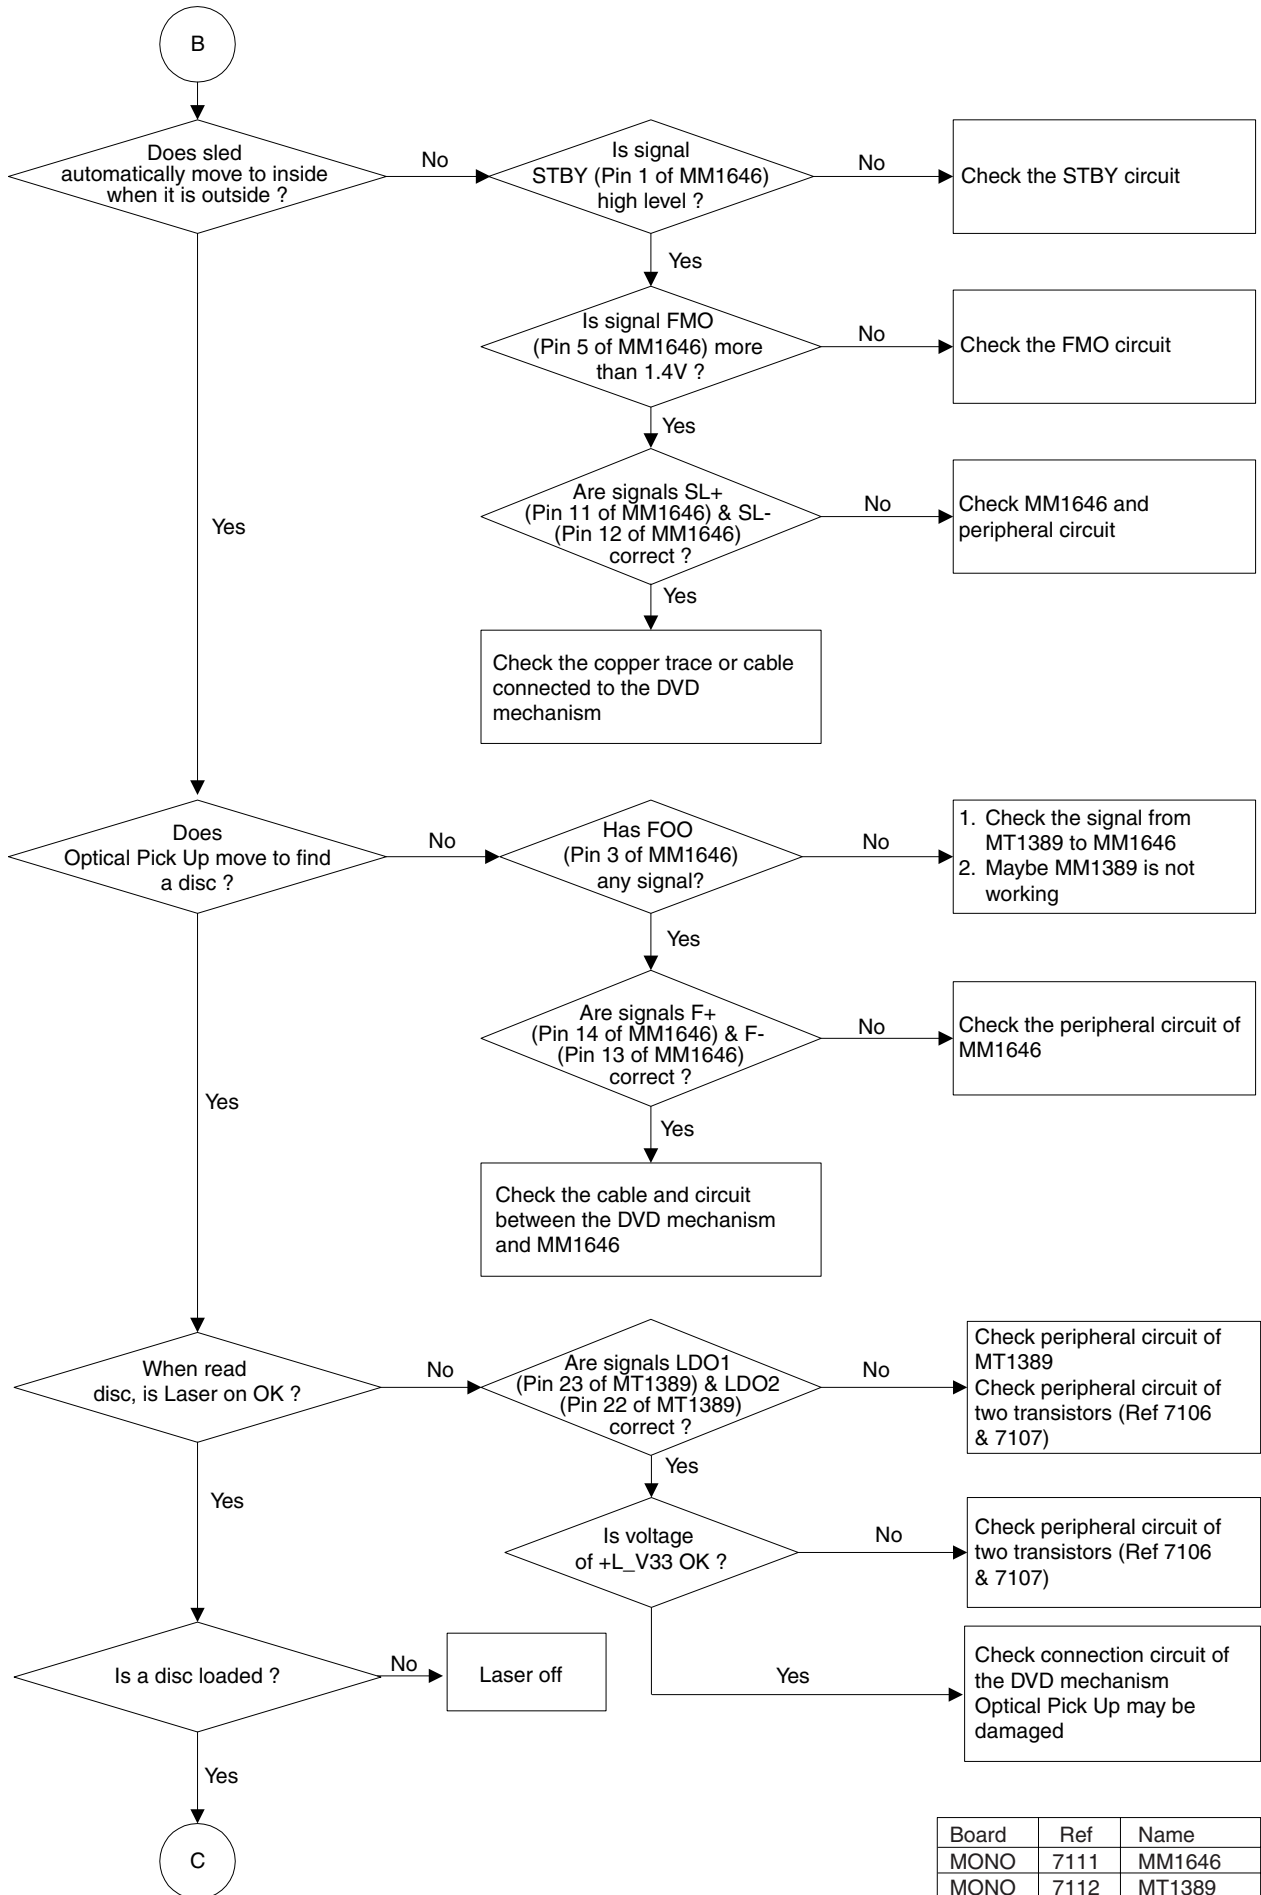 B
Does sled
automatically move to inside
when it is outside ?
No
Is signal
STBY (Pin 1 of MM1646)
high level ?
No
Check the STBY circuit
Yes
Is signal FMO
(Pin 5 of MM1646) more
than 1.4V ?
No
Check the FMO circuit
Yes
Are signals SL+
(Pin 11 of MM1646) & SL-
(Pin 12 of MM1646)
correct ?
No
Check MM1646 and
peripheral circuit
Yes
Check the copper trace or cable
connected to the DVD
mechanism
Yes
Does
Optical Pick Up move to find
a disc ?
No
Has FOO
(Pin 3 of MM1646)
any signal?
No
1. Check the signal from
MT1389 to MM1646
2. Maybe MM1389 is not
working
Yes
Are signals F+
(Pin 14 of MM1646) & F-
(Pin 13 of MM1646)
correct ?
No
Check the peripheral circuit of
MM1646
Yes
Check the cable and circuit
between the DVD mechanism
and MM1646
Yes
When read
disc, is Laser on OK ?
No
Are signals LDO1
(Pin 23 of MT1389) & LDO2
(Pin 22 of MT1389)
correct ?
No
Check peripheral circuit of
MT1389
Check peripheral circuit of
two transistors (Ref 7106
& 7107)
Yes
Is voltage
of +L_V33 OK ?
No
Check peripheral circuit of
two transistors (Ref 7106
& 7107)
Yes
Check connection circuit of
the DVD mechanism
Optical Pick Up may be
damaged
Yes
Is a disc loaded ?
No
Laser off
Yes
C
Board Ref Name
MONO 7111 MM1646
MONO 7112 MT1389